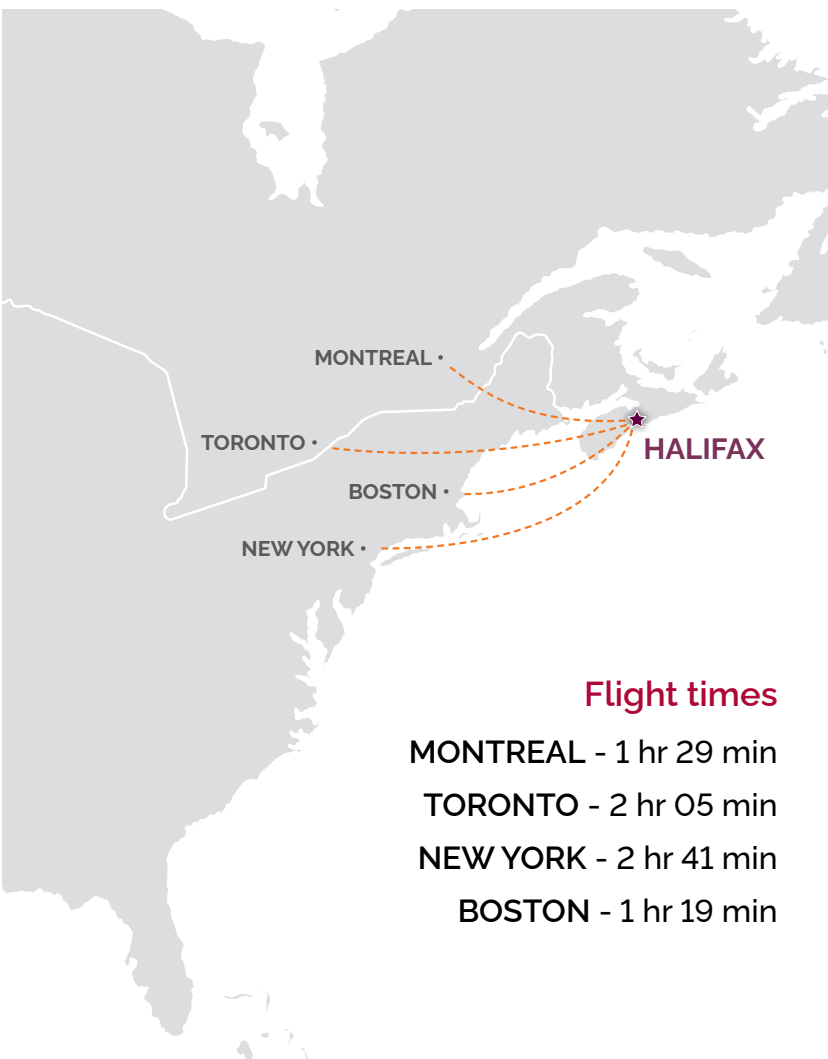 MONTREAL
TORONTO
HALIFAX
BOSTON
NEW YORK
Flight times
MONTREAL - 1 hr 29 min
TORONTO - 2 hr 05 min
NEW YORK - 2 hr 41 min
BOSTON - 1 hr 19 min